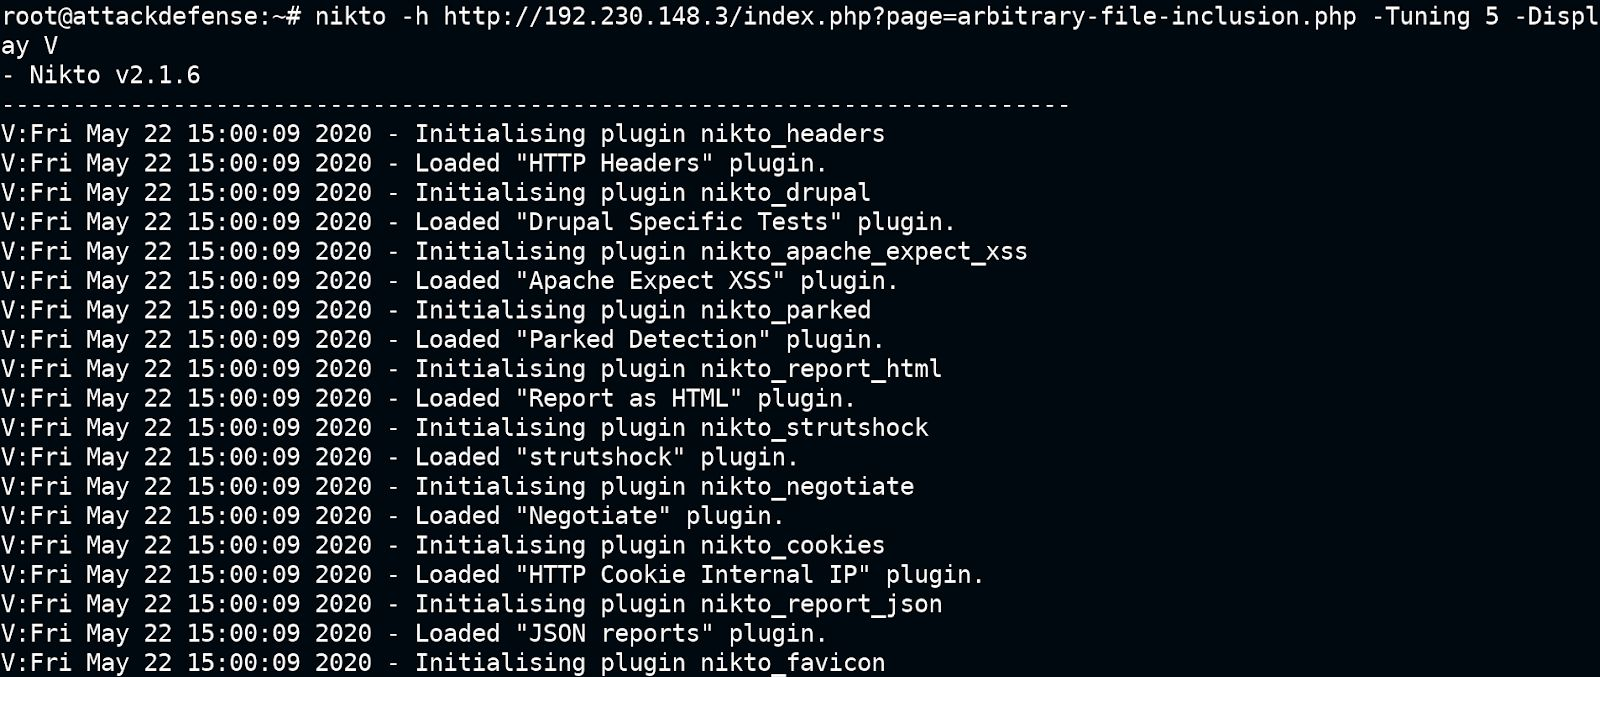 root@attackdefense:~# nikto -h http://192.230.148.3/index.php?page=arbitrary-file-inclusion.php -Tuning 5 -Displ
ay V
- Nikto v2.1.6
---------------------------------------------------------------------------
V:Fri May 22 15:00:09 2020 - Initialising plugin nikto_headers
V:Fri May 22 15:00:09 2020 - Loaded "HTTP Headers" plugin.
V:Fri May 22 15:00:09 2020 - Initialising plugin nikto_drupal
V:Fri May 22 15:00:09 2020 - Loaded "Drupal Specific Tests" plugin.
V:Fri May 22 15:00:09 2020 - Initialising plugin nikto_apache_expect_xss
V:Fri May 22 15:00:09 2020 - Loaded "Apache Expect XSS" plugin.
V:Fri May 22 15:00:09 2020 - Initialising plugin nikto_parked
V:Fri May 22 15:00:09 2020 - Loaded "Parked Detection" plugin.
V:Fri May 22 15:00:09 2020 - Initialising plugin nikto_report_html
V:Fri May 22 15:00:09 2020 - Loaded "Report as HTML" plugin.
V:Fri May 22 15:00:09 2020 - Initialising plugin nikto_strutshock
V:Fri May 22 15:00:09 2020 - Loaded "strutshock" plugin.
V:Fri May 22 15:00:09 2020 - Initialising plugin nikto_negotiate
V:Fri May 22 15:00:09 2020 - Loaded "Negotiate" plugin.
V:Fri May 22 15:00:09 2020 - Initialising plugin nikto_cookies
V:Fri May 22 15:00:09 2020 - Loaded "HTTP Cookie Internal IP" plugin.
V:Fri May 22 15:00:09 2020 - Initialising plugin nikto_report_json
V:Fri May 22 15:00:09 2020 - Loaded "JSON reports" plugin.
V:Fri May 22 15:00:09 2020 - Initialising plugin nikto_favicon